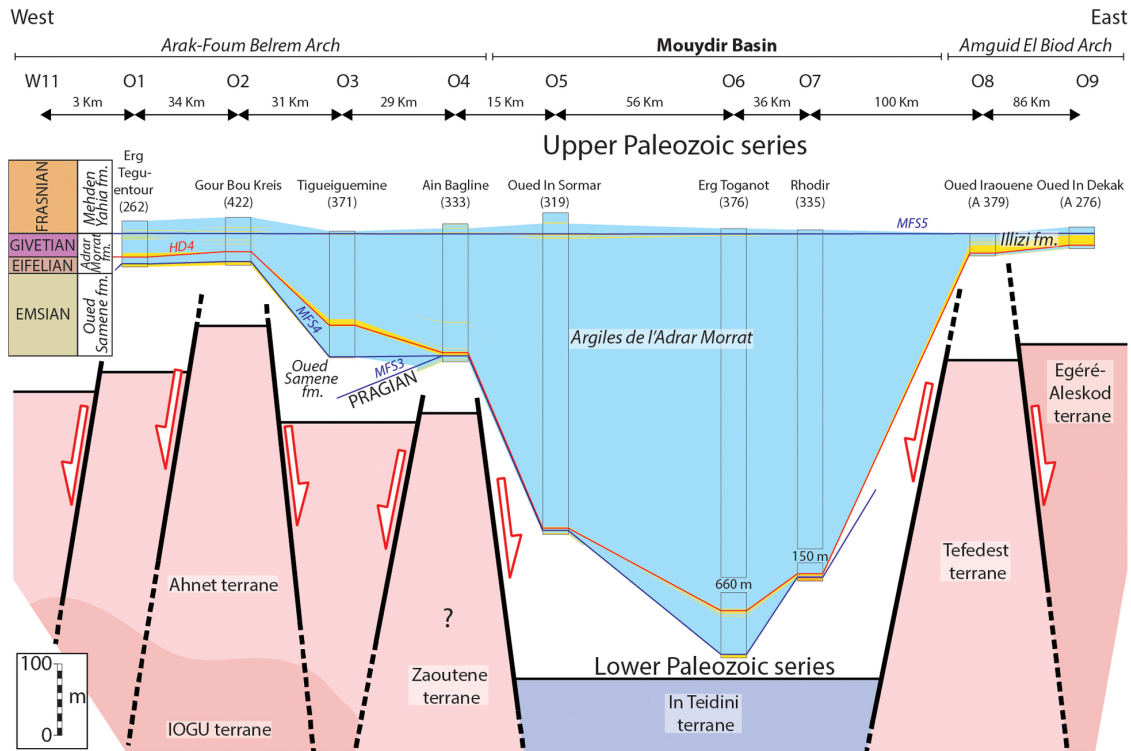 West
East
Arak-Foum Belrem Arch
Mouydir Basin
Amguid El Biod Arch
W11
O1
O2
O3
O4
O5
O6
O7
O8
O9
3 Km
34 Km
31 Km
29 Km
15 Km
56 Km
36 Km
100 Km
86 Km
Upper Paleozoic series
Erg
Tegu-
entour
(262)
Gour Bou Kreis
(422)
Tigueiguemine
(371)
Ain Bagline
(333)
Oued In Sormar
(319)
Erg Toganot
(376)
Rhodir
(335)
Oued Iraouene
(A 379)
Oued In Dekak
(A 276)
FRASNIAN
Mehden
Yahia fm.
GIVETIAN
EIFELIAN
Adrar
Morrat
fm.
EMSIAN
Oued
Samene fm.
HD4
MFS5
Illizi fm.
MFS4
Argiles de l'Adrar Morrat
Oued
Samene
fm.
MFS3
PRAGIAN
Egéré-
Aleskod
terrane
150 m
660 m
Tefedest
terrane
Ahnet terrane
?
Lower Paleozoic series
Zaoutene
terrane
In Teidini
terrane
IOGU terrane
100
m
0